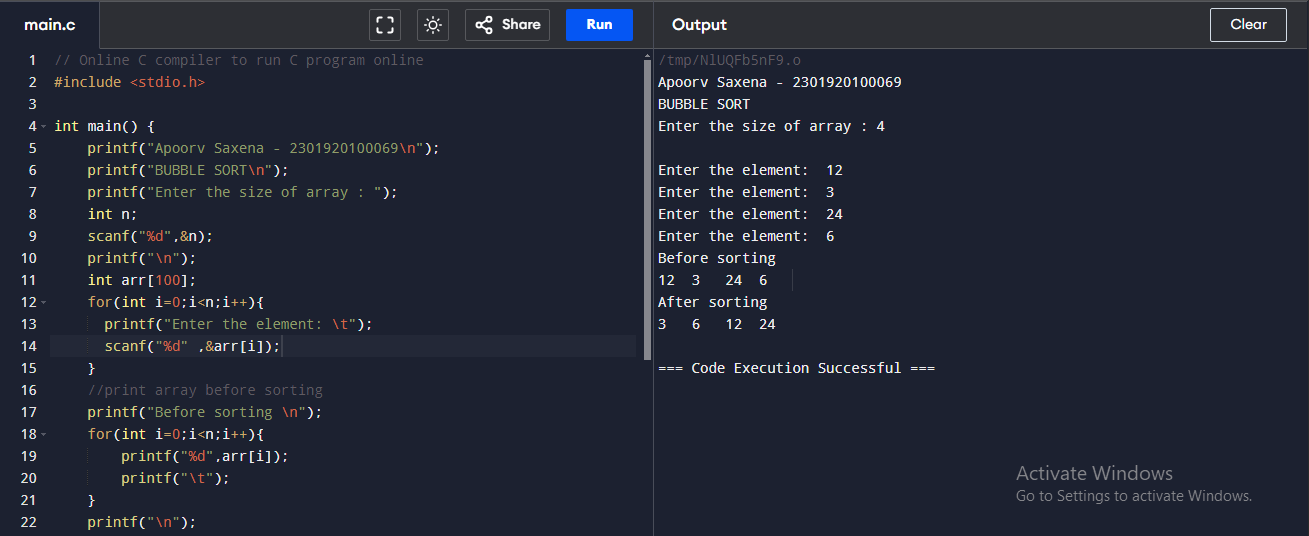 main.c
Share
Run
Output
Clear
1 // Online C compiler to run C program online
2 #include <stdio.h>
3
4 int main() {
5 printf("Apoorv Saxena - 2301920100069\n");
6 printf("BUBBLE SORT\n");
7 printf("Enter the size of array : ");
8 int n;
9 scanf("%d",&n);
10 printf("\n");
11 int arr[100];
12 for(int i=0;i<n;i++){
13 printf("Enter the element: \t");
14 scanf("%d" ,&arr[i]);
15 }
16 //print array before sorting
17 printf("Before sorting \n");
18 for(int i=0;i<n;i++){
19 printf("%d",arr[i]);
20 printf("\t");
21 }
22 printf("\n");
/tmp/NlUQFb5nF9.o
Apoorv Saxena - 2301920100069
BUBBLE SORT
Enter the size of array : 4
Enter the element: 12
Enter the element: 3
Enter the element: 24
Enter the element: 6
Before sorting
12 3 24 6
After sorting
3 6 12 24
=== Code Execution Successful ===
Activate Windows
Go to Settings to activate Windows.